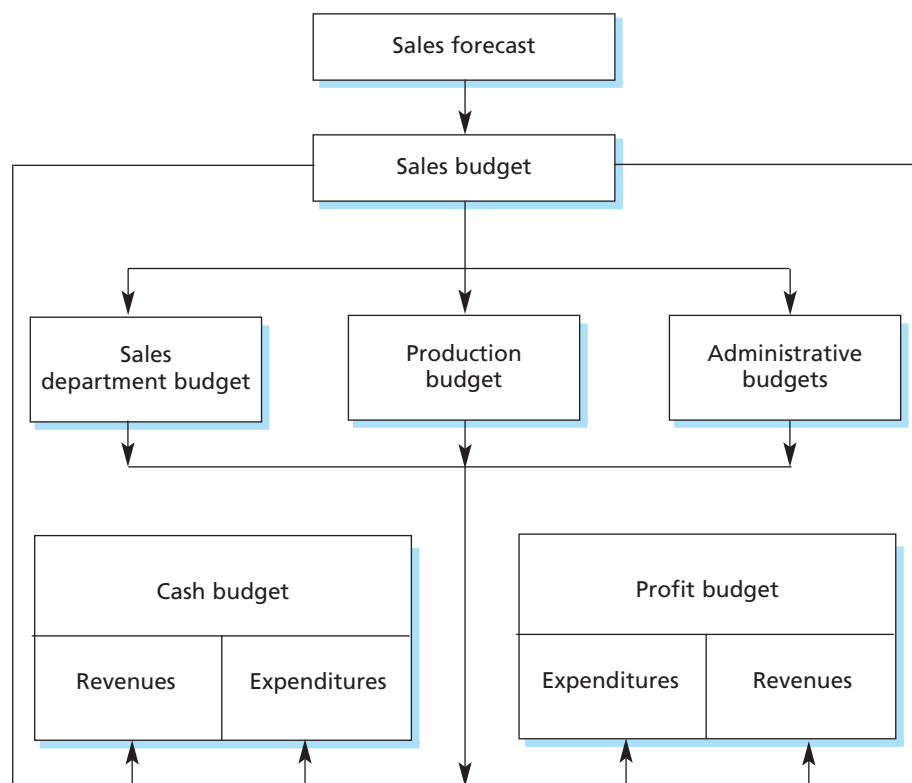 Sales forecast
Sales budget
Sales
department budget
Production
budget
Administrative
budgets
Cash budget
Revenues
Expenditures
Profit budget
Expenditures
Revenues